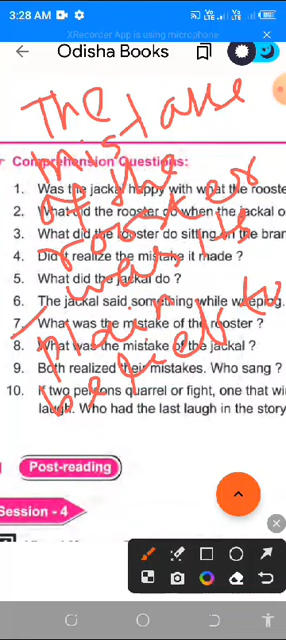 3:28 AM
XRecorder App is using microphone
Odisha Books
The
mistake
of the
rooster
was is
plain
Comprehension Questions:
1. Was the jackal happy with what the rooste
2. What did the rooster do when the jackal o
3. What did the rooster do sitting on the bran
4. Did it realize the mistake it made ?
5. What did the jackal do ?
6. The jackal said something while weeping.
7. What was the mistake of the rooster ?
8. What was the mistake of the jackal ?
9. Both realized their mistakes. Who sang ?
10. If two persons quarrel or fight, one that wi
laugh. Who had the last laugh in the story
Post-reading
Session - 4